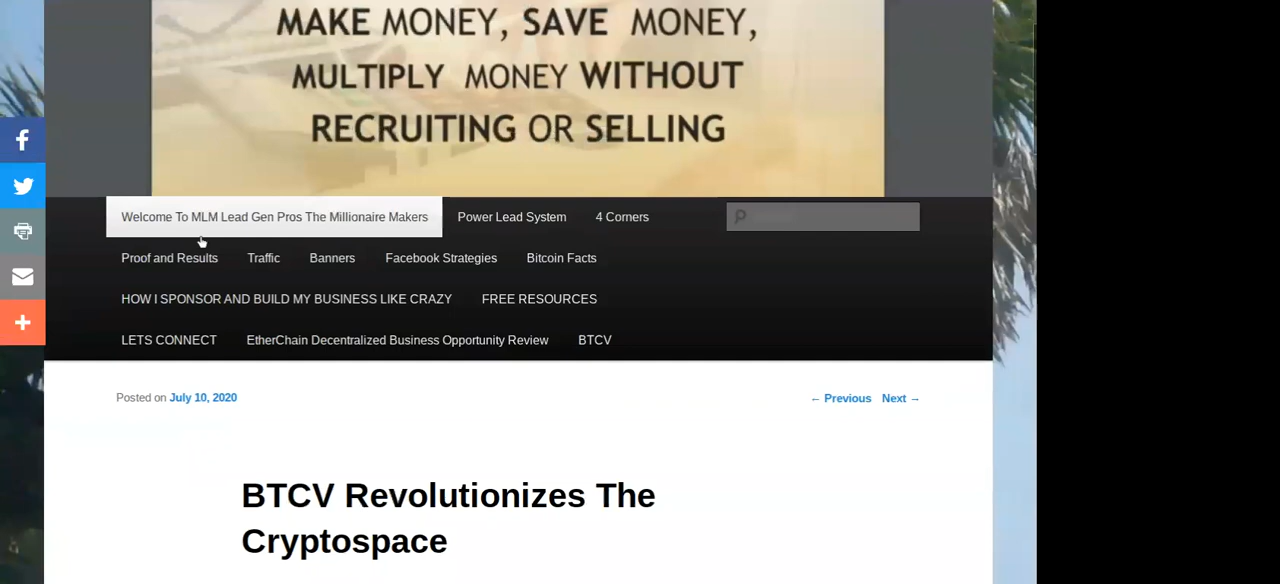 MAKE MONEY, SAVE MONEY,
MULTIPLY MONEY WITHOUT
RECRUITING OR SELLING
Welcome To MLM Lead Gen Pros The Millionaire Makers Power Lead System 4 Corners
Proof and Results Traffic Banners Facebook Strategies Bitcoin Facts
HOW I SPONSOR AND BUILD MY BUSINESS LIKE CRAZY FREE RESOURCES
LETS CONNECT EtherChain Decentralized Business Opportunity Review BTCV
Posted on July 10, 2020 ← Previous Next →
BTCV Revolutionizes The
Cryptospace